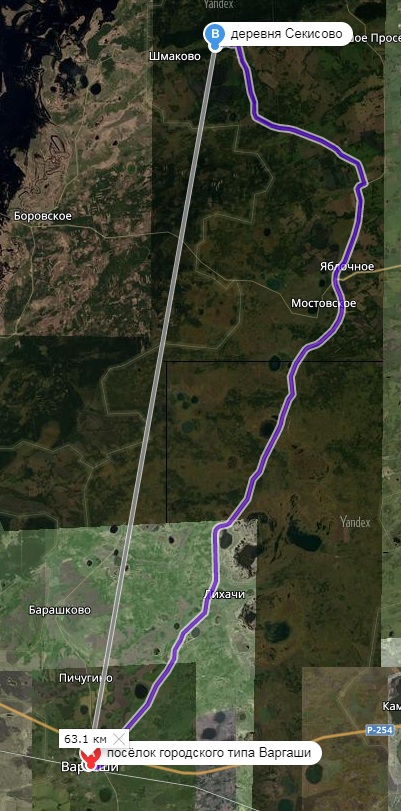 Yandex
деревня Секисово
Шмаково
Боровское
Яблочное
Мостовское
Yandex
Лихачи
Барашково
Пичугино
Р-254
63.1 км
посёлок городского типа Варгаши
Варгаши